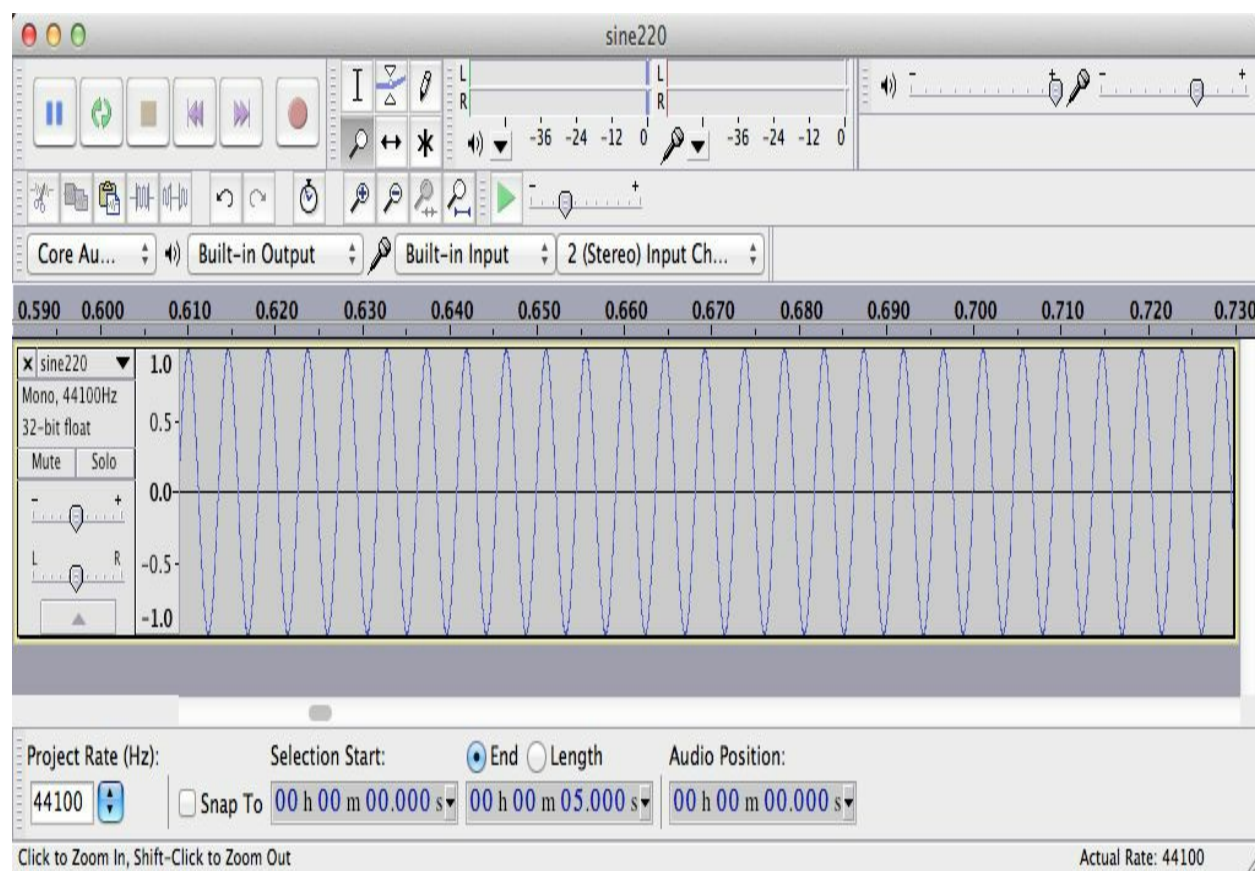 sine220
L
R
-36 -24 -12 0
L
R
-36 -24 -12 0
- +
- +
- +
Core Au...
Built-in Output
Built-in Input
2 (Stereo) Input Ch...
0.590 0.600 0.610 0.620 0.630 0.640 0.650 0.660 0.670 0.680 0.690 0.700 0.710 0.720 0.730
x sine220
Mono, 44100Hz
32-bit float
Mute Solo
- +
L R
1.0
0.5-
0.0-
-0.5-
-1.0
Project Rate (Hz): Selection Start: End Length Audio Position:
44100 Snap To 00 h 00 m 00.000 s 00 h 00 m 05.000 s 00 h 00 m 00.000 s
Click to Zoom In, Shift-Click to Zoom Out Actual Rate: 44100